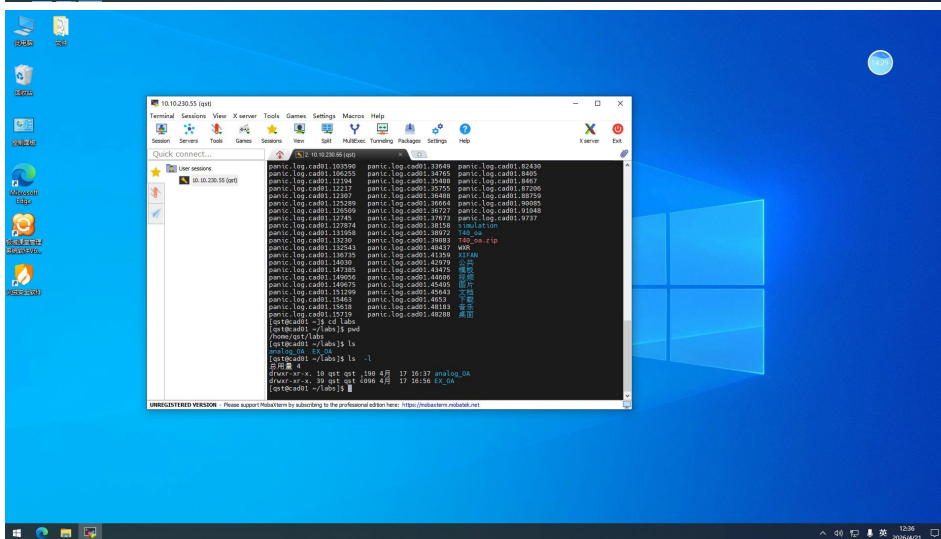 此电脑
文件
回收站
控制面板
Microsoft
Edge
14:29
10.10.230.55 (qst)
Terminal Sessions View X server Tools Games Settings Macros Help
Session Servers Tools Games Sessions View Split MultiExec Tunneling Packages Settings Help X server Exit
Quick connect...
2. 10.10.230.55 (qst)
User sessions
10.10.230.55 (qst)
panic.log.cad01.103590 panic.log.cad01.33649 panic.log.cad01.82430
panic.log.cad01.106255 panic.log.cad01.34765 panic.log.cad01.8405
panic.log.cad01.12194 panic.log.cad01.35408 panic.log.cad01.8467
panic.log.cad01.12217 panic.log.cad01.35755 panic.log.cad01.87206
panic.log.cad01.12307 panic.log.cad01.36408 panic.log.cad01.88759
panic.log.cad01.125289 panic.log.cad01.36664 panic.log.cad01.90085
panic.log.cad01.126509 panic.log.cad01.36727 panic.log.cad01.91048
panic.log.cad01.12745 panic.log.cad01.37673 panic.log.cad01.9737
panic.log.cad01.127874 panic.log.cad01.38158 simulation
panic.log.cad01.131958 panic.log.cad01.38972 T40_oa
panic.log.cad01.13230 panic.log.cad01.39083 T40_oa.zip
panic.log.cad01.132543 panic.log.cad01.40437 WXR
panic.log.cad01.136735 panic.log.cad01.41359 XIFAN
panic.log.cad01.14030 panic.log.cad01.42979 公共
panic.log.cad01.147385 panic.log.cad01.43475 模板
panic.log.cad01.149056 panic.log.cad01.44606 视频
panic.log.cad01.149675 panic.log.cad01.45495 图片
panic.log.cad01.151299 panic.log.cad01.45643 文档
panic.log.cad01.15463 panic.log.cad01.4653 下载
panic.log.cad01.15618 panic.log.cad01.48183 音乐
panic.log.cad01.15719 panic.log.cad01.48208 桌面
[qst@cad01 ~]$ cd labs
[qst@cad01 ~/labs]$ pwd
/home/qst/labs
[qst@cad01 ~/labs]$ ls
analog_OA EX_OA
[qst@cad01 ~/labs]$ ls -l
总用量 4
drwxr-xr-x. 10 qst qst 190 4月 17 16:37 analog_OA
drwxr-xr-x. 39 qst qst 4096 4月 17 16:56 EX_OA
[qst@cad01 ~/labs]$
UNREGISTERED VERSION - Please support MobaXterm by subscribing to the professional edition here: https://mobaxterm.mobatek.net
英
12:36
2026/4/21